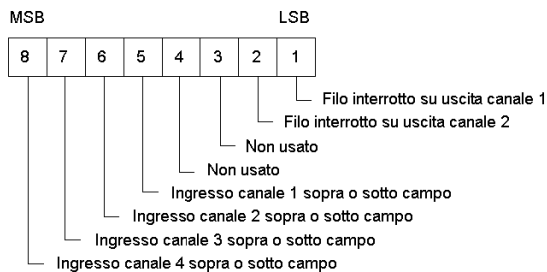 MSB LSB
8 7 6 5 4 3 2 1
Filo interrotto su uscita canale 1
Filo interrotto su uscita canale 2
Non usato
Non usato
Ingresso canale 1 sopra o sotto campo
Ingresso canale 2 sopra o sotto campo
Ingresso canale 3 sopra o sotto campo
Ingresso canale 4 sopra o sotto campo